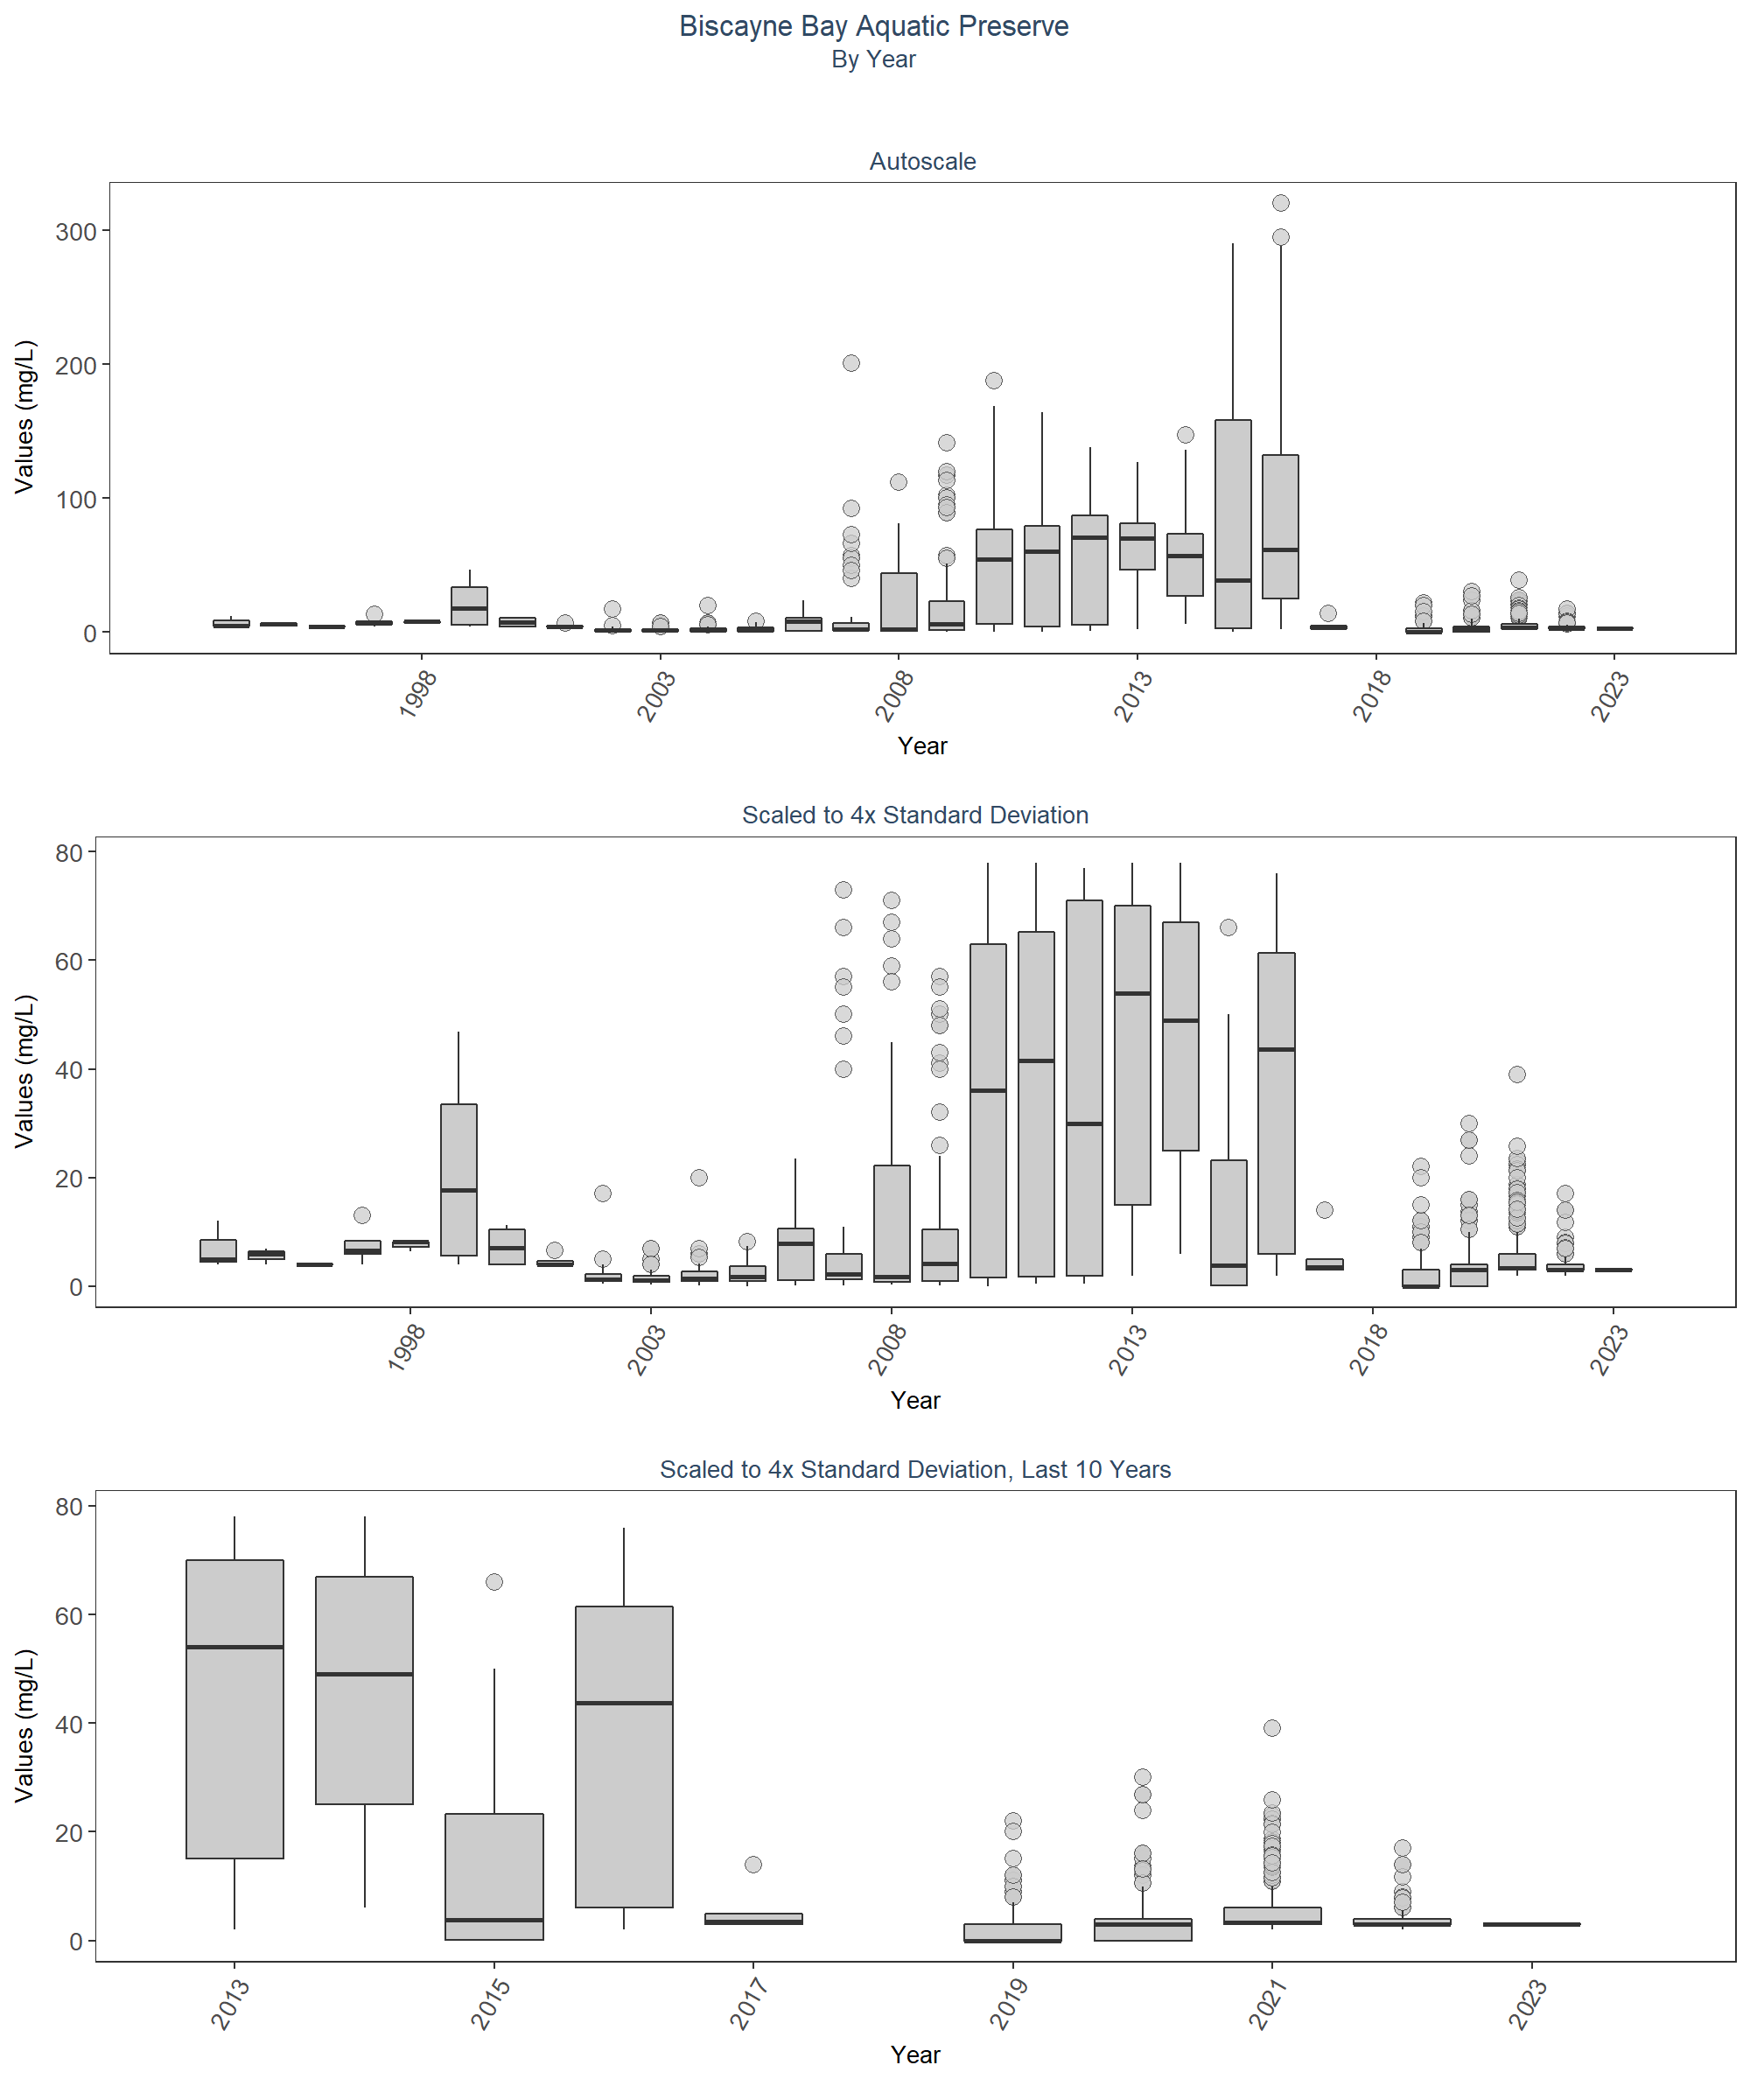 Biscayne Bay Aquatic Preserve
By Year
Autoscale
Values (mg/L)
300
200
100
0
1998
2003
2008
2013
2018
2023
Year
Scaled to 4x Standard Deviation
Values (mg/L)
80
60
40
20
0
1998
2003
2008
2013
2018
2023
Year
Scaled to 4x Standard Deviation, Last 10 Years
Values (mg/L)
80
60
40
20
0
2013
2015
2017
2019
2021
2023
Year